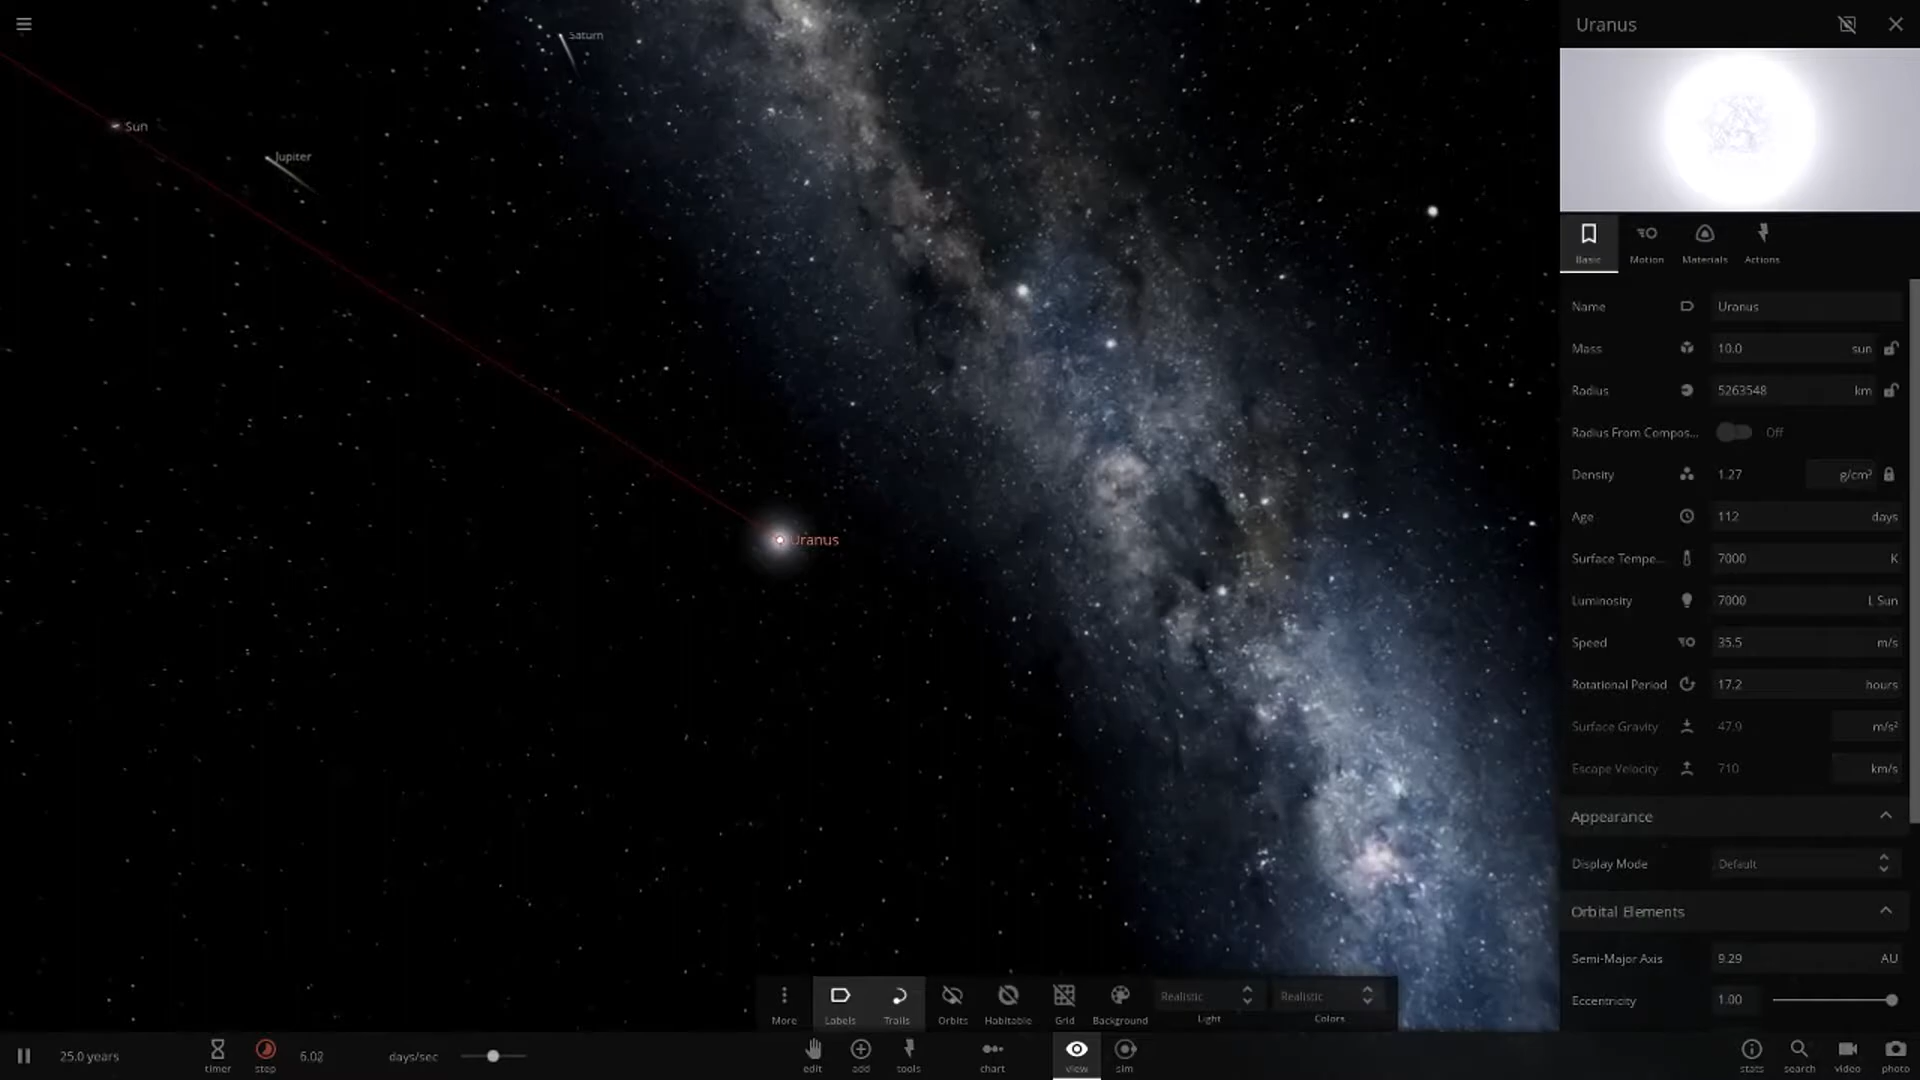 Saturn
Sun
Jupiter
Uranus
Uranus
Basic
Motion
Materials
Actions
Name Uranus
Mass 10.0 sun
Radius 5263548 km
Radius From Compos... Off
Density 1.27 g/cm³
Age 112 days
Surface Tempe... 7000 K
Luminosity 7000 L Sun
Speed 35.5 m/s
Rotational Period 17.2 hours
Surface Gravity 47.9 m/s²
Escape Velocity 710 km/s
Appearance
Display Mode Default
Orbital Elements
Semi-Major Axis 9.29 AU
Eccentricity 1.00
More
Labels
Trails
Orbits
Habitable
Grid
Background
Realistic
Light
Realistic
Colors
25.0 years
timer
step
6.02 days/sec
edit
add
tools
chart
view
sim
stats
search
video
photo